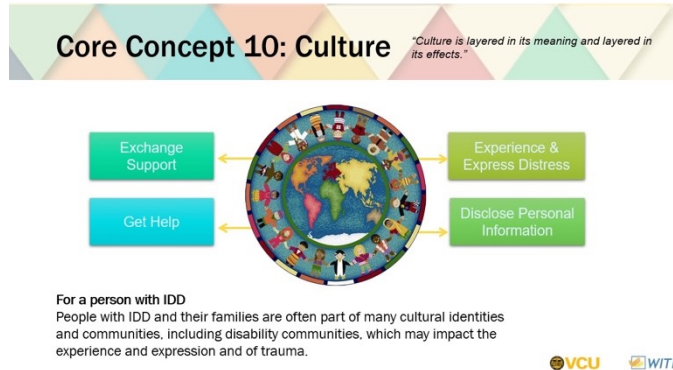 Core Concept 10: Culture
"Culture is layered in its meaning and layered in
its effects."
Exchange
Support
Experience &
Express Distress
Get Help
Disclose Personal
Information
For a person with IDD
People with IDD and their families are often part of many cultural identities
and communities, including disability communities, which may impact the
experience and expression and of trauma.
VCU